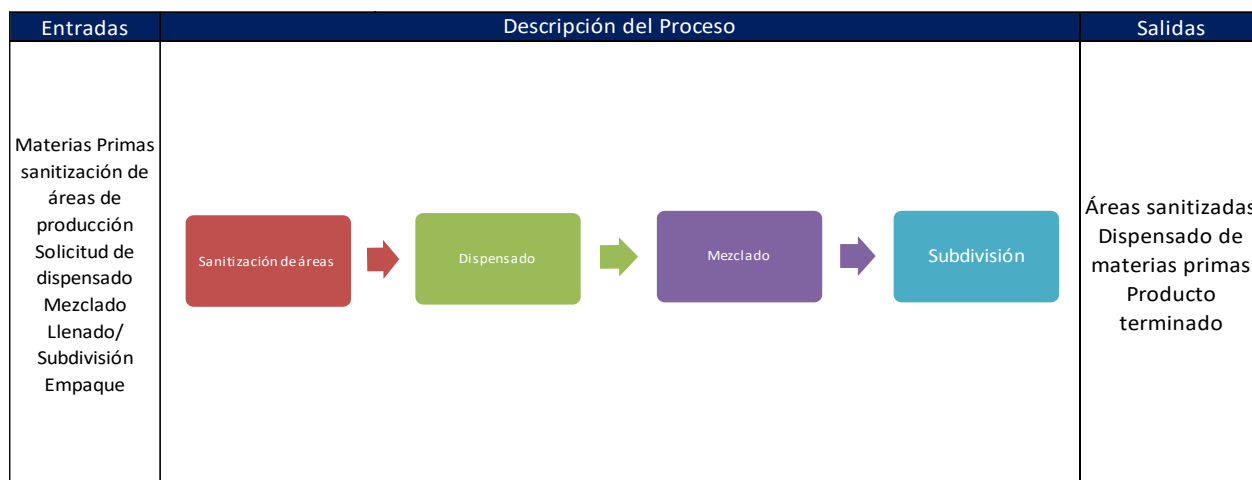 Entradas
Descripción del Proceso
Salidas
Materias Primas
sanitización de
áreas de
producción
Solicitud de
dispensado
Mezclado
Llenado/
Subdivisión
Empaque
Sanitización de áreas
Dispensado
Mezclado
Subdivisión
Áreas sanitizadas
Dispensado de
materias primas
Producto
terminado